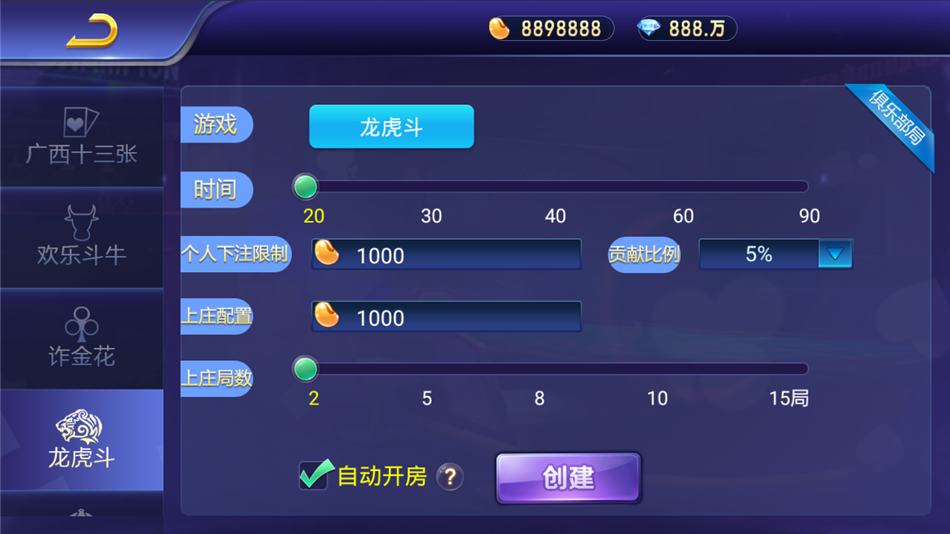 8898888
888.万
俱乐部局
广西十三张
欢乐斗牛
诈金花
龙虎斗
游戏
龙虎斗
时间
20 30 40 60 90
个人下注限制 1000 贡献比例 5%
上庄配置 1000
上庄局数
2 5 8 10 15局
自动开房 ? 创建